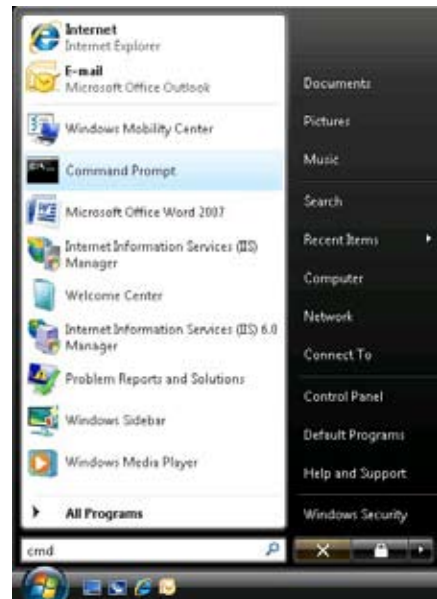 Internet
Internet Explorer
E-mail
Microsoft Office Outlook
Windows Mobility Center
Command Prompt
Microsoft Office Word 2007
Internet Information Services (IIS)
Manager
Welcome Center
Internet Information Services (IIS) 6.0
Manager
Problem Reports and Solutions
Windows Sidebar
Windows Media Player
All Programs
cmd
Documents
Pictures
Music
Search
Recent Items
Computer
Network
Connect To
Control Panel
Default Programs
Help and Support
Windows Security